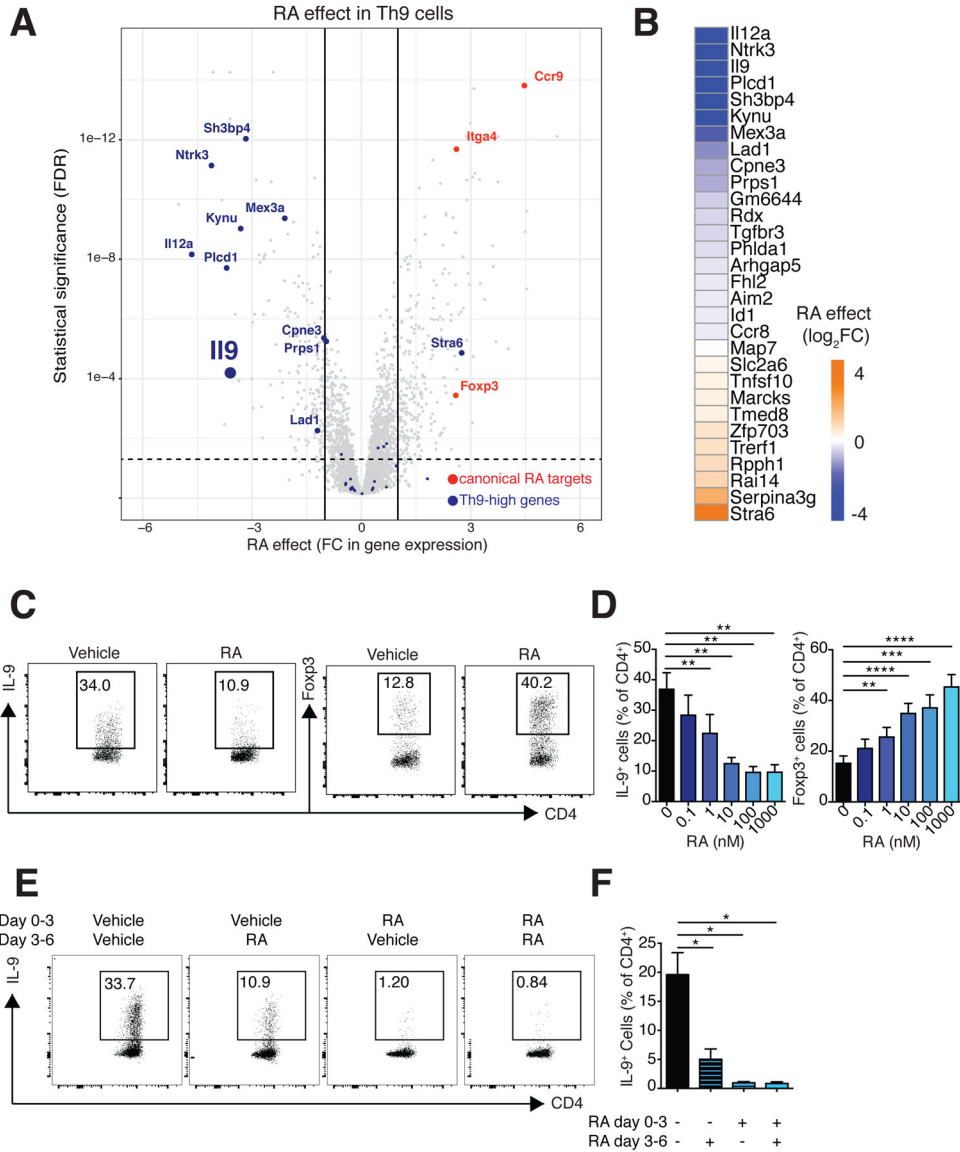 A
RA effect in Th9 cells
Statistical significance (FDR)
1e-12
1e-8
1e-4
Ccr9
Itga4
Sh3bp4
Ntrk3
Mex3a
Kynu
Il12a
Plcd1
Cpne3
Prps1
Stra6
Il9
Foxp3
Lad1
canonical RA targets
Th9-high genes
-6
-3
0
3
6
RA effect (FC in gene expression)
B
Il12a
Ntrk3
Il9
Plcd1
Sh3bp4
Kynu
Mex3a
Lad1
Cpne3
Prps1
Gm6644
Rdx
Tgfbr3
Phlda1
Arhgap5
Fhl2
Aim2
Id1
Ccr8
Map7
Slc2a6
Tnfsf10
Marcks
Tmed8
Zfp703
Trerf1
Rpph1
Rai14
Serpina3g
Stra6
RA effect
(log2FC)
4
0
-4
C
Vehicle
RA
Vehicle
RA
IL-9
Foxp3
34.0
10.9
12.8
40.2
CD4
D
** 
**
**
**
IL-9+ cells (% of CD4+)
50
40
30
20
10
0
0
0.1
1
10
100
1000
RA (nM)
****
***
****
**
Foxp3+ cells (% of CD4+)
60
40
20
0
0
0.1
1
10
100
1000
RA (nM)
E
Day 0-3 Vehicle Vehicle RA RA
Day 3-6 Vehicle RA Vehicle RA
IL-9
33.7
10.9
1.20
0.84
CD4
F
*
*
*
IL-9+ Cells (% of CD4+)
25
20
15
10
5
0
RA day 0-3 - - + +
RA day 3-6 - + - +